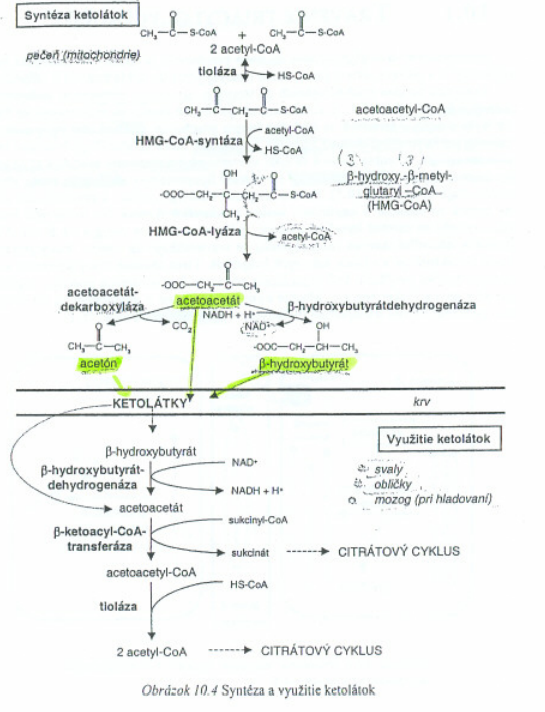 Syntéza ketolátok
pečeň (mitochondrie)
O O
CH₃—C—S-CoA + CH₃—C—S-CoA
2 acetyl-CoA
tioláza
HS-CoA
O O
CH₃—C—CH₂—C—S-CoA
acetoacetyl-CoA
HMG-CoA-syntáza
acetyl-CoA
HS-CoA
(3) (3)
OH O
-OOC—CH₂—C—CH₂—C—S-CoA
CH₃
β-hydroxy-β-metyl-
glutaryl–CoA
(HMG-CoA)
HMG-CoA-lyáza
acetyl-CoA
O
-OOC—CH₂—C—CH₃
acetoacetát
acetoacetát-
dekarboxyláza
CO₂
NADH + H⁺
NAD⁺
β-hydroxybutyrátdehydrogenáza
O
CH₃—C—CH₃
acetón
OH
-OOC—CH₂—CH—CH₃
β-hydroxybutyrát
KETOLÁTKY
krv
Využitie ketolátok
svaly
obličky
mozog (pri hladovaní)
β-hydroxybutyrát
β-hydroxybutyrát-
dehydrogenáza
NAD⁺
NADH + H⁺
acetoacetát
β-ketoacyl-CoA-
transferáza
sukcinyl-CoA
sukcinát
CITRÁTOVÝ CYKLUS
acetoacetyl-CoA
tioláza
HS-CoA
2 acetyl-CoA
CITRÁTOVÝ CYKLUS
Obrázok 10.4 Syntéza a využitie ketolátok